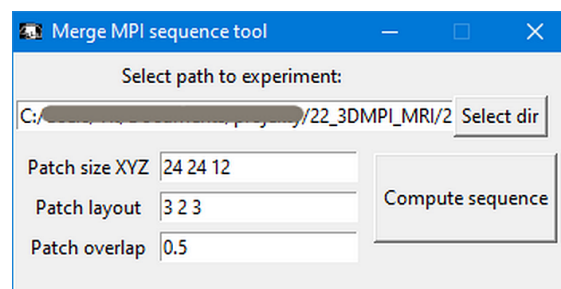 Merge MPI sequence tool
Select path to experiment:
C:/ /22_3DMPI_MRI/2 Select dir
Patch size XYZ 24 24 12
Patch layout 3 2 3
Compute sequence
Patch overlap 0.5